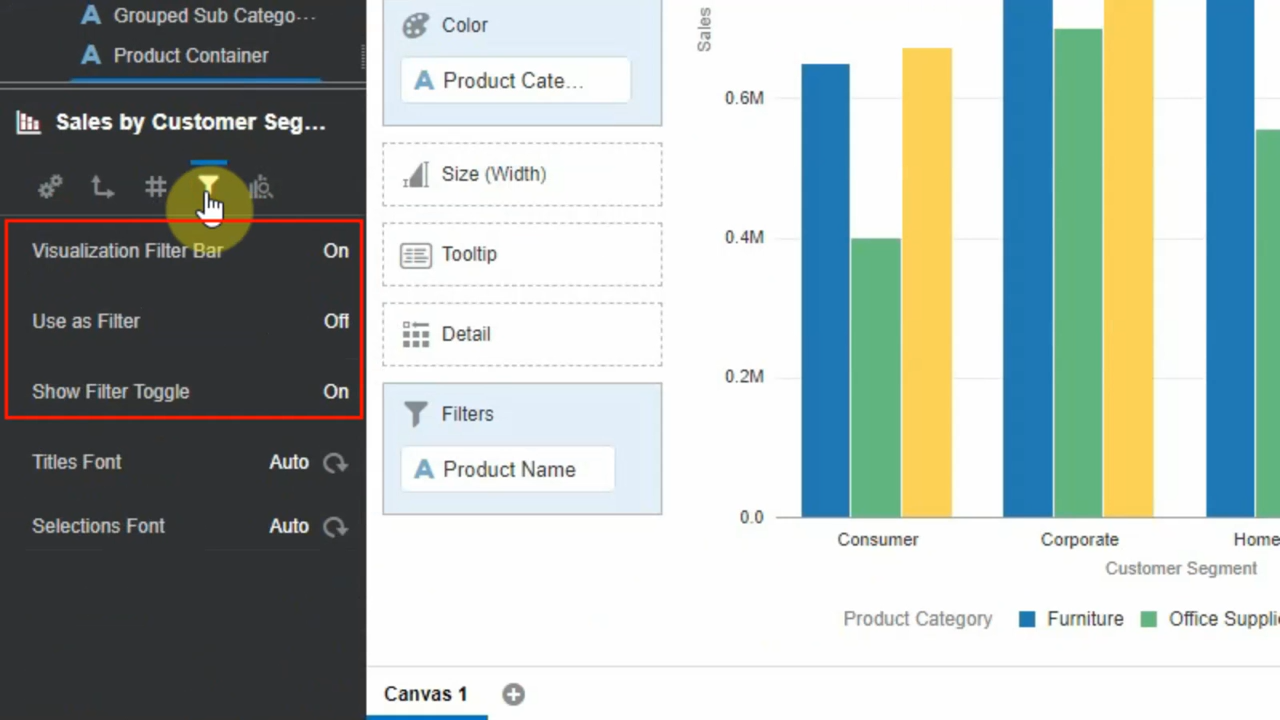 Grouped Sub Catego...
Product Container
Sales by Customer Seg...
Visualization Filter Bar On
Use as Filter Off
Show Filter Toggle On
Titles Font Auto
Selections Font Auto
Color
Product Cate...
Size (Width)
Tooltip
Detail
Filters
Product Name
Sales
0.6M
0.4M
0.2M
0.0
Consumer Corporate Home
Customer Segment
Product Category Furniture Office Suppli
Canvas 1